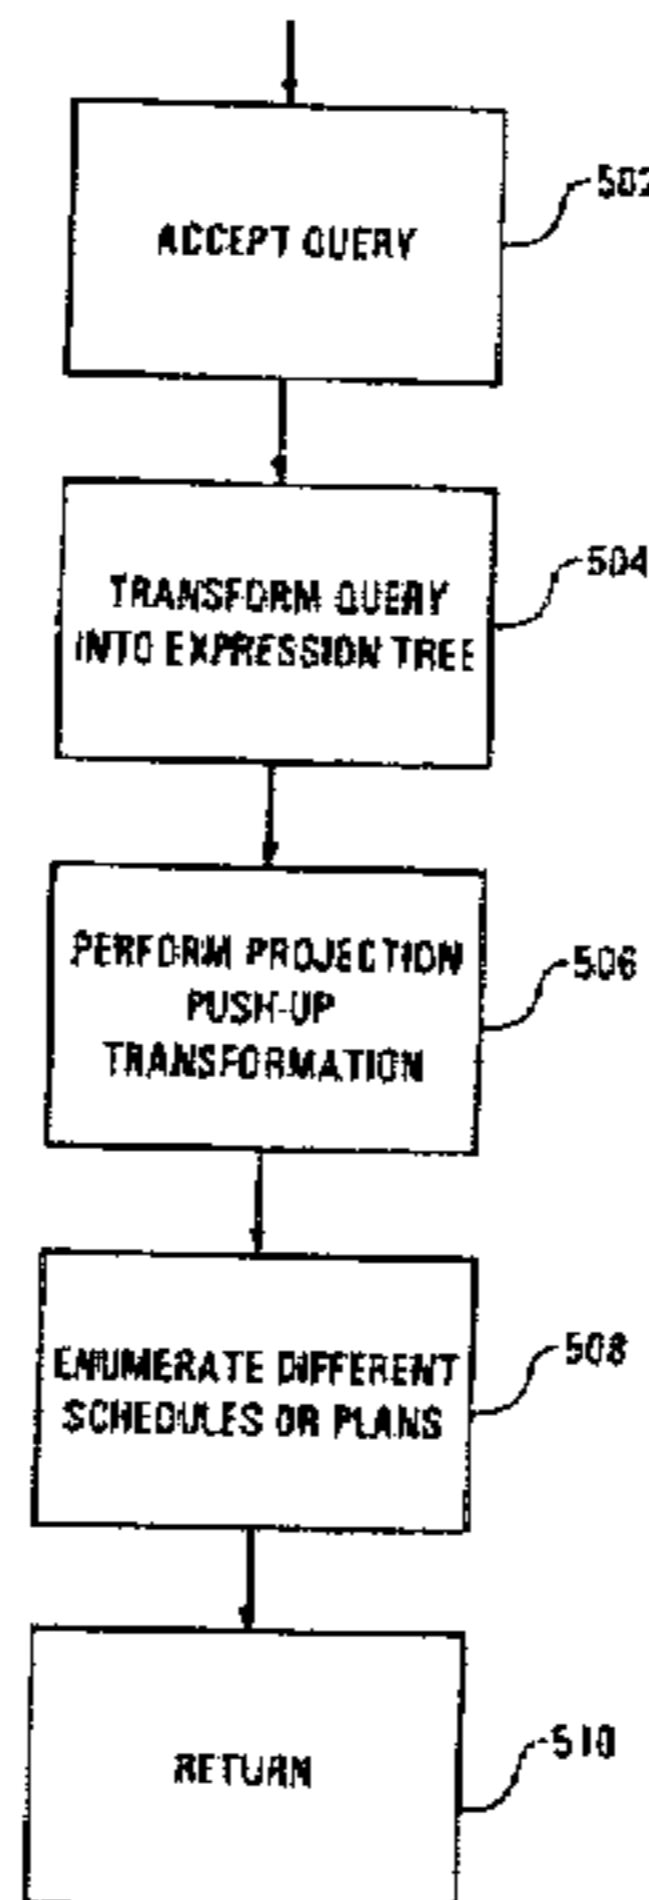 ACCEPT QUERY
502
TRANSFORM QUERY
INTO EXPRESSION TREE
504
PERFORM PROJECTION
PUSH-UP
TRANSFORMATION
506
ENUMERATE DIFFERENT
SCHEDULES OR PLANS
508
RETURN
510